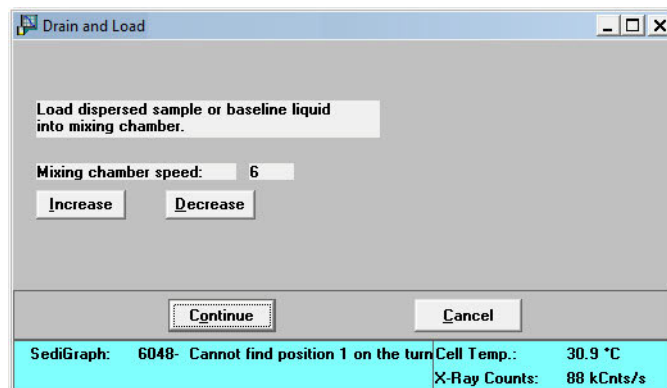 Drain and Load
Load dispersed sample or baseline liquid
into mixing chamber.
Mixing chamber speed: 6
Increase Decrease
Continue Cancel
SediGraph: 6048- Cannot find position 1 on the turn Cell Temp.: 30.9 °C
X-Ray Counts: 88 kCnts/s